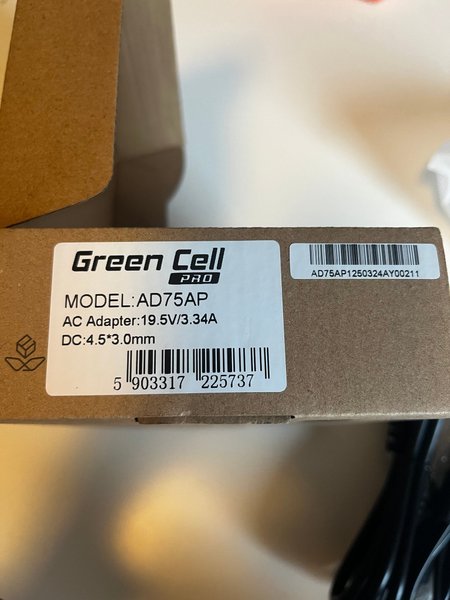 Green Cell
PRO
MODEL:AD75AP
AC Adapter:19.5V/3.34A
DC:4.5*3.0mm
5 903317 225737
AD75AP1250324AY00211